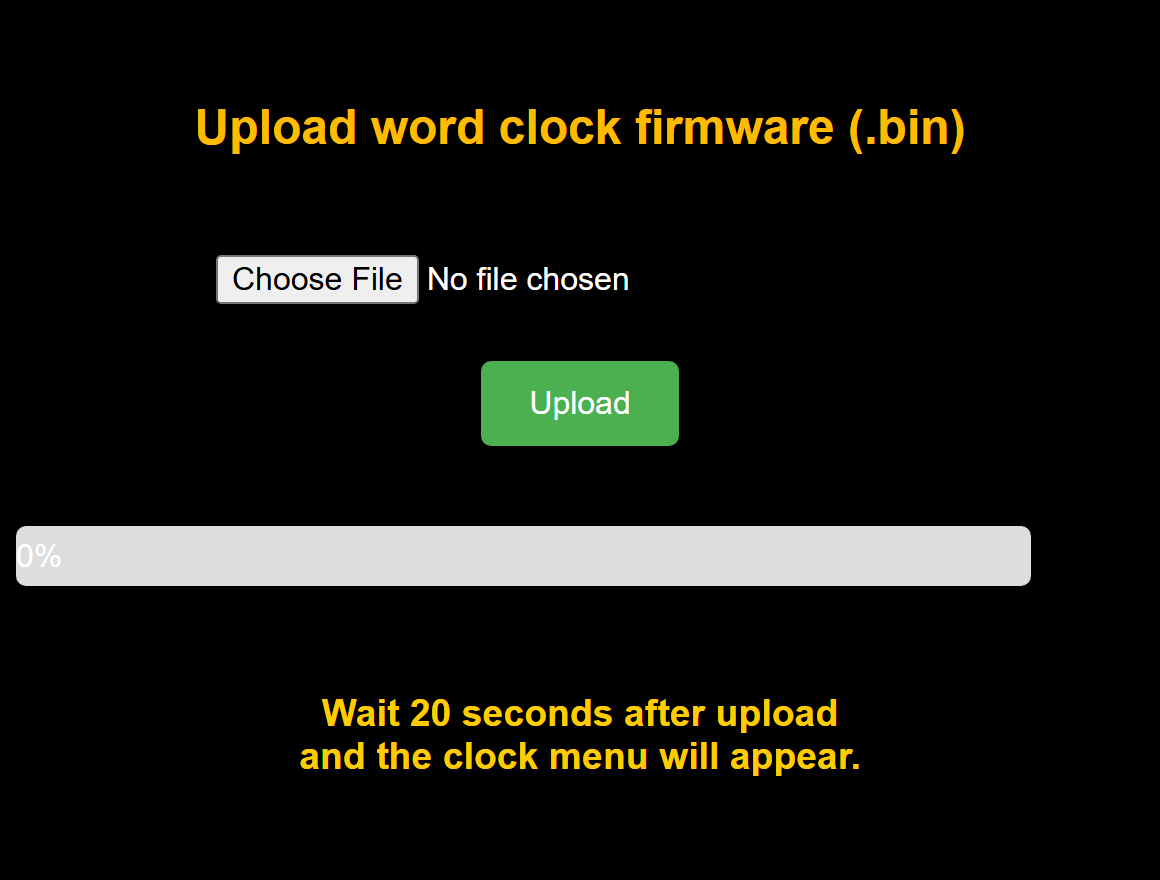 Upload word clock firmware (.bin)
Choose File No file chosen
Upload
0%
Wait 20 seconds after upload
and the clock menu will appear.